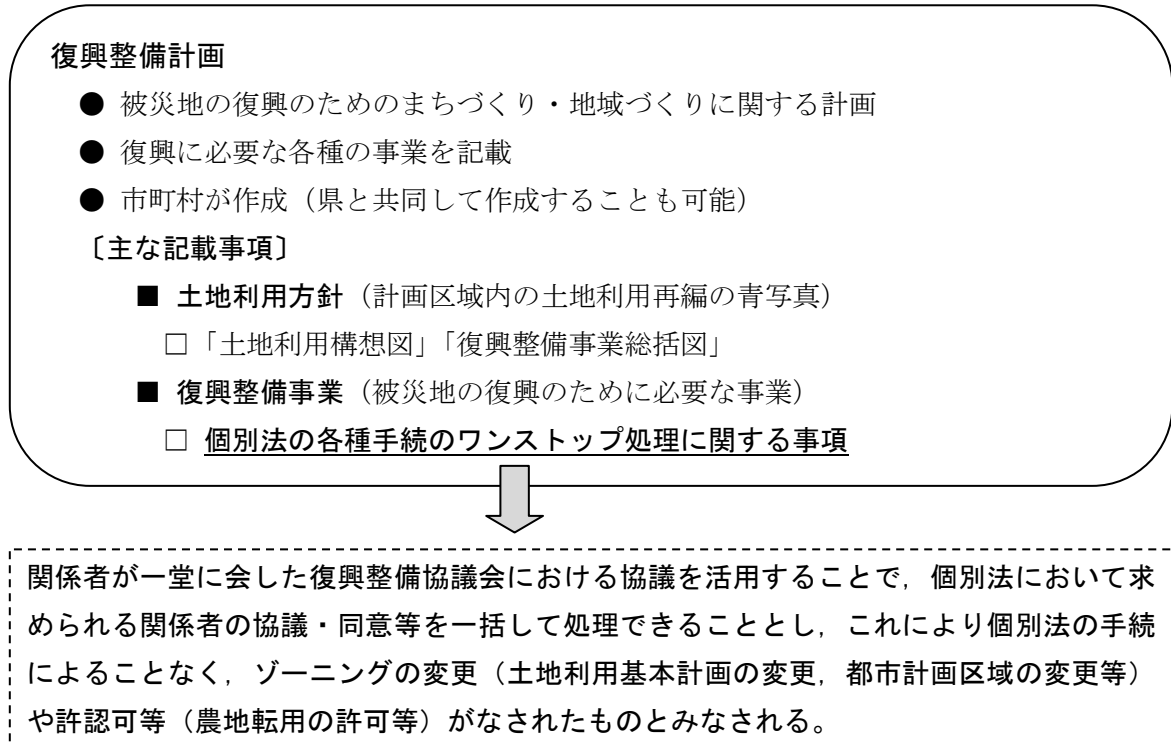 復興整備計画
● 被災地の復興のためのまちづくり・地域づくりに関する計画
● 復興に必要な各種の事業を記載
● 市町村が作成（県と共同して作成することも可能）
〔主な記載事項〕
■ 土地利用方針（計画区域内の土地利用再編の青写真）
□「土地利用構想図」「復興整備事業総括図」
■ 復興整備事業（被災地の復興のために必要な事業）
□ 個別法の各種手続のワンストップ処理に関する事項
関係者が一堂に会した復興整備協議会における協議を活用することで，個別法において求
められる関係者の協議・同意等を一括して処理できることとし，これにより個別法の手続
によることなく，ゾーニングの変更（土地利用基本計画の変更，都市計画区域の変更等）
や許認可等（農地転用の許可等）がなされたものとみなされる。